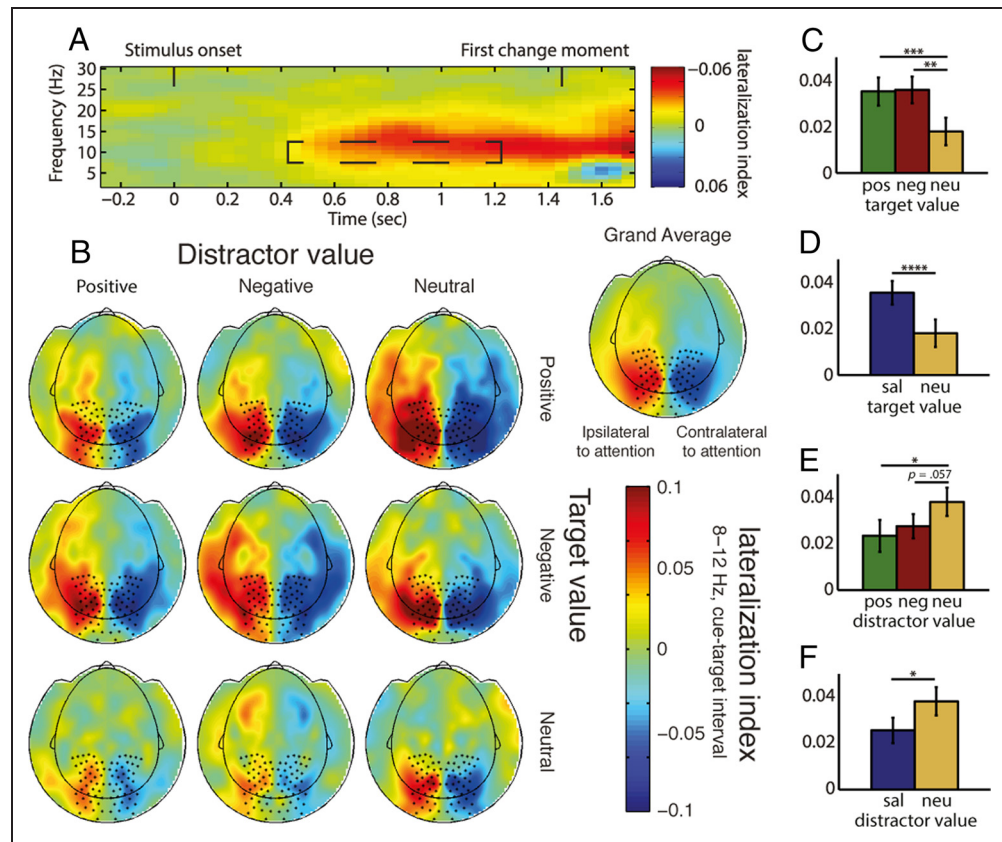 A
Stimulus onset
First change moment
Frequency (Hz)
30
25
20
15
10
5
−0.2 0 0.2 0.4 0.6 0.8 1 1.2 1.4 1.6
Time (sec)
−0.06
0
0.06
lateralization index
B
Distractor value
Positive Negative Neutral
Positive
Negative
Neutral
Target value
Grand Average
Ipsilateral
to attention
Contralateral
to attention
0.1
0.05
0
−0.05
−0.1
lateralization index
8–12 Hz, cue-target interval
C
***
**
0.04
0.02
0
pos neg neu
target value
D
****
0.04
0.02
0
sal neu
target value
E
*
p = .057
0.04
0.02
0
pos neg neu
distractor value
F
*
0.04
0.02
0
sal neu
distractor value